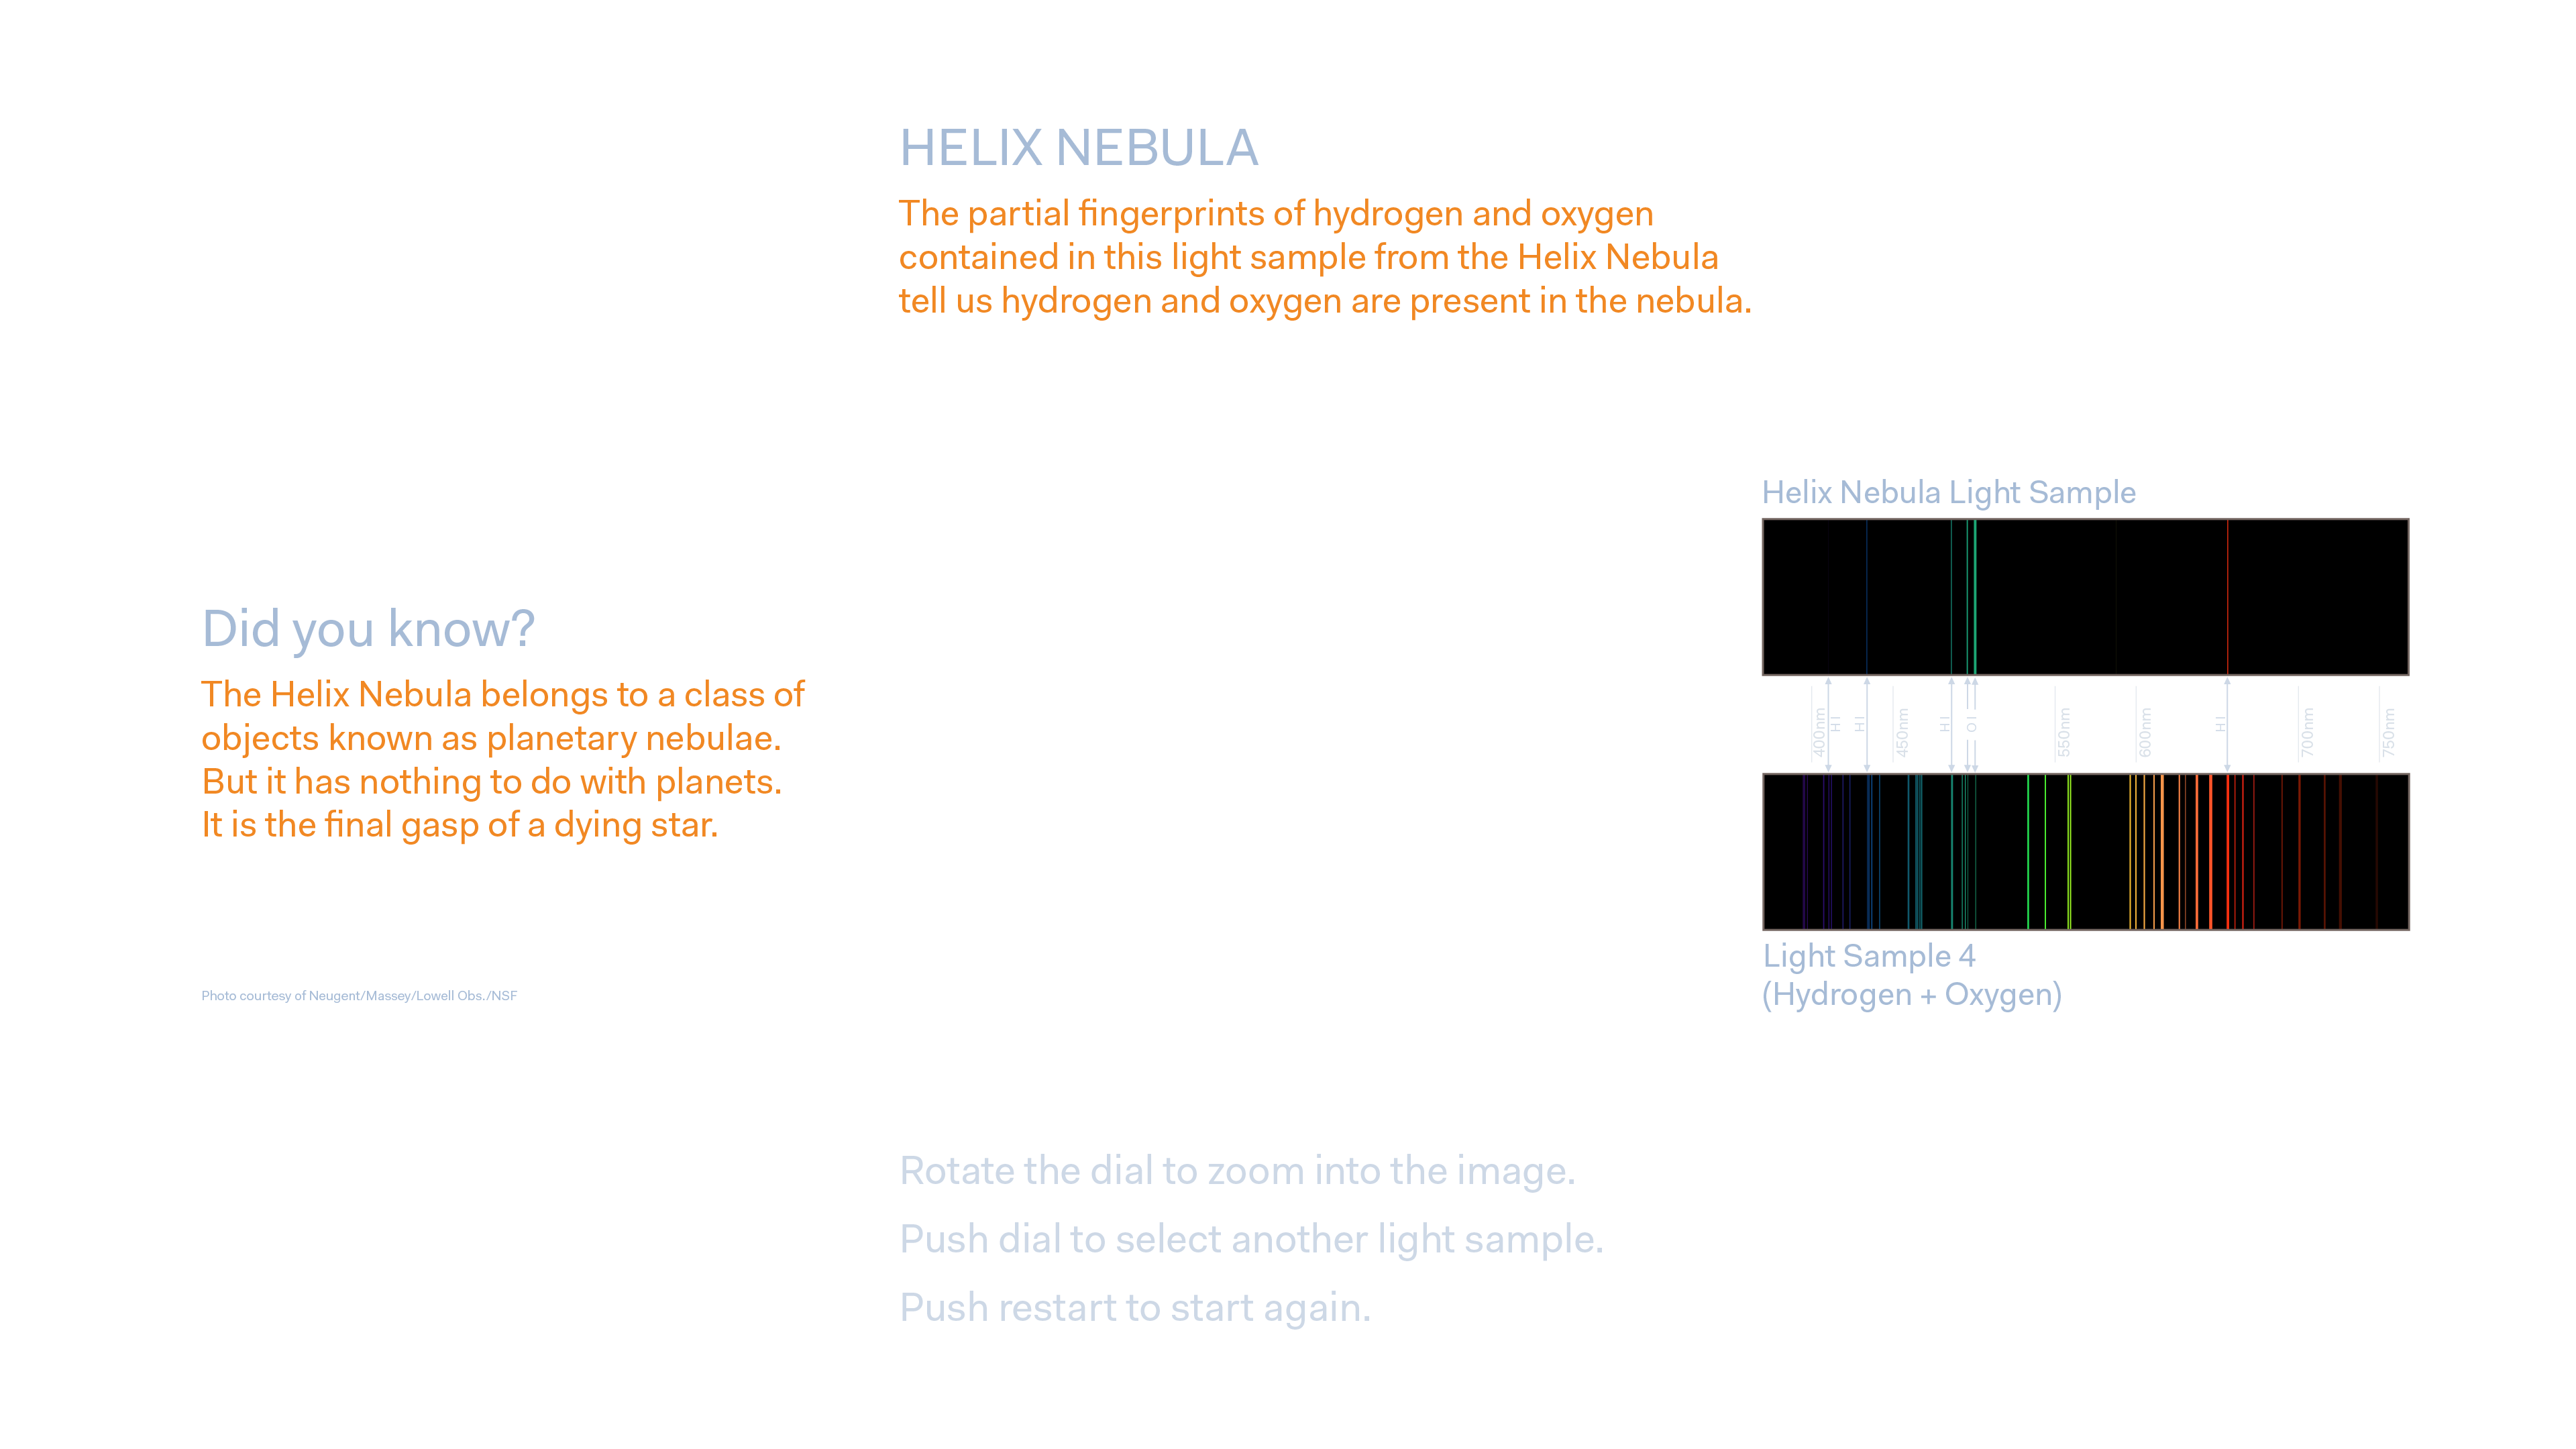 HELIX NEBULA
The partial fingerprints of hydrogen and oxygen
contained in this light sample from the Helix Nebula
tell us hydrogen and oxygen are present in the nebula.
Did you know?
The Helix Nebula belongs to a class of
objects known as planetary nebulae.
But it has nothing to do with planets.
It is the final gasp of a dying star.
Photo courtesy of Neugent/Massey/Lowell Obs./NSF
Helix Nebula Light Sample
400nm
H I
H I
450nm
H I
O I
550nm
600nm
H I
700nm
750nm
Light Sample 4
(Hydrogen + Oxygen)
Rotate the dial to zoom into the image.
Push dial to select another light sample.
Push restart to start again.